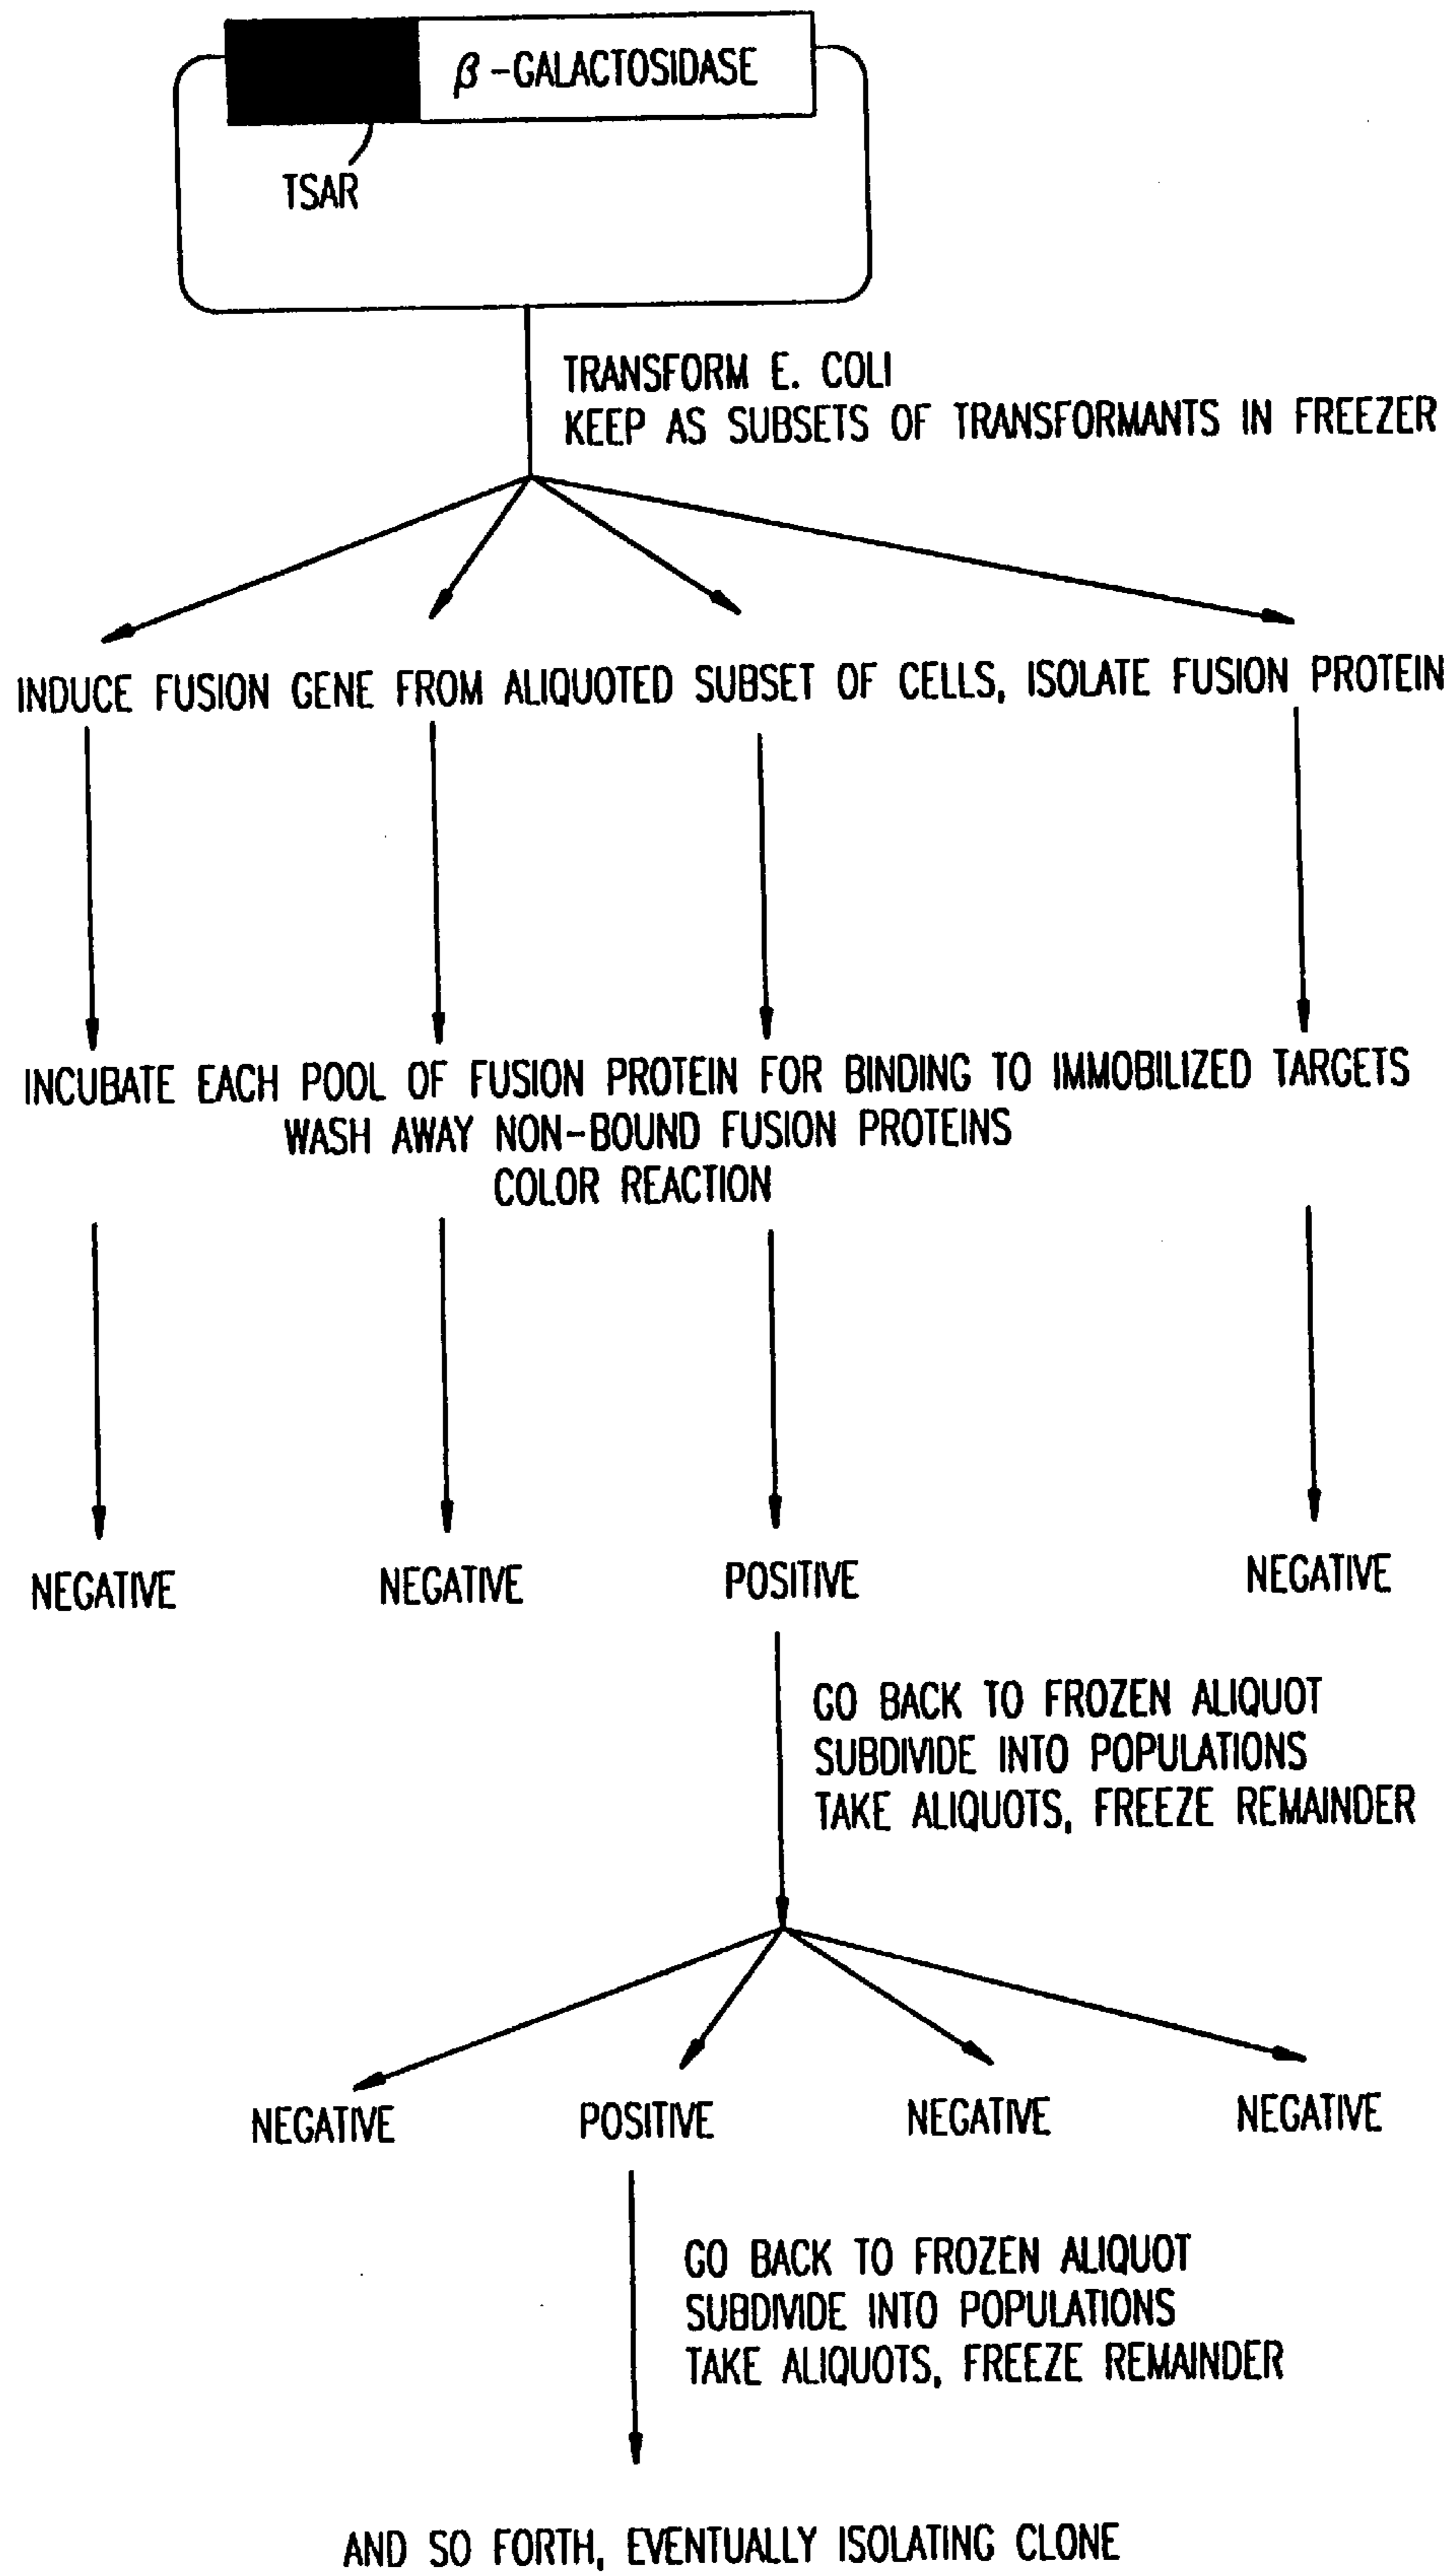 β-GALACTOSIDASE
TSAR
TRANSFORM E. COLI
KEEP AS SUBSETS OF TRANSFORMANTS IN FREEZER
INDUCE FUSION GENE FROM ALIQUOTED SUBSET OF CELLS, ISOLATE FUSION PROTEIN
INCUBATE EACH POOL OF FUSION PROTEIN FOR BINDING TO IMMOBILIZED TARGETS
WASH AWAY NON-BOUND FUSION PROTEINS
COLOR REACTION
NEGATIVE
NEGATIVE
POSITIVE
NEGATIVE
GO BACK TO FROZEN ALIQUOT
SUBDIVIDE INTO POPULATIONS
TAKE ALIQUOTS, FREEZE REMAINDER
NEGATIVE
POSITIVE
NEGATIVE
NEGATIVE
GO BACK TO FROZEN ALIQUOT
SUBDIVIDE INTO POPULATIONS
TAKE ALIQUOTS, FREEZE REMAINDER
AND SO FORTH, EVENTUALLY ISOLATING CLONE